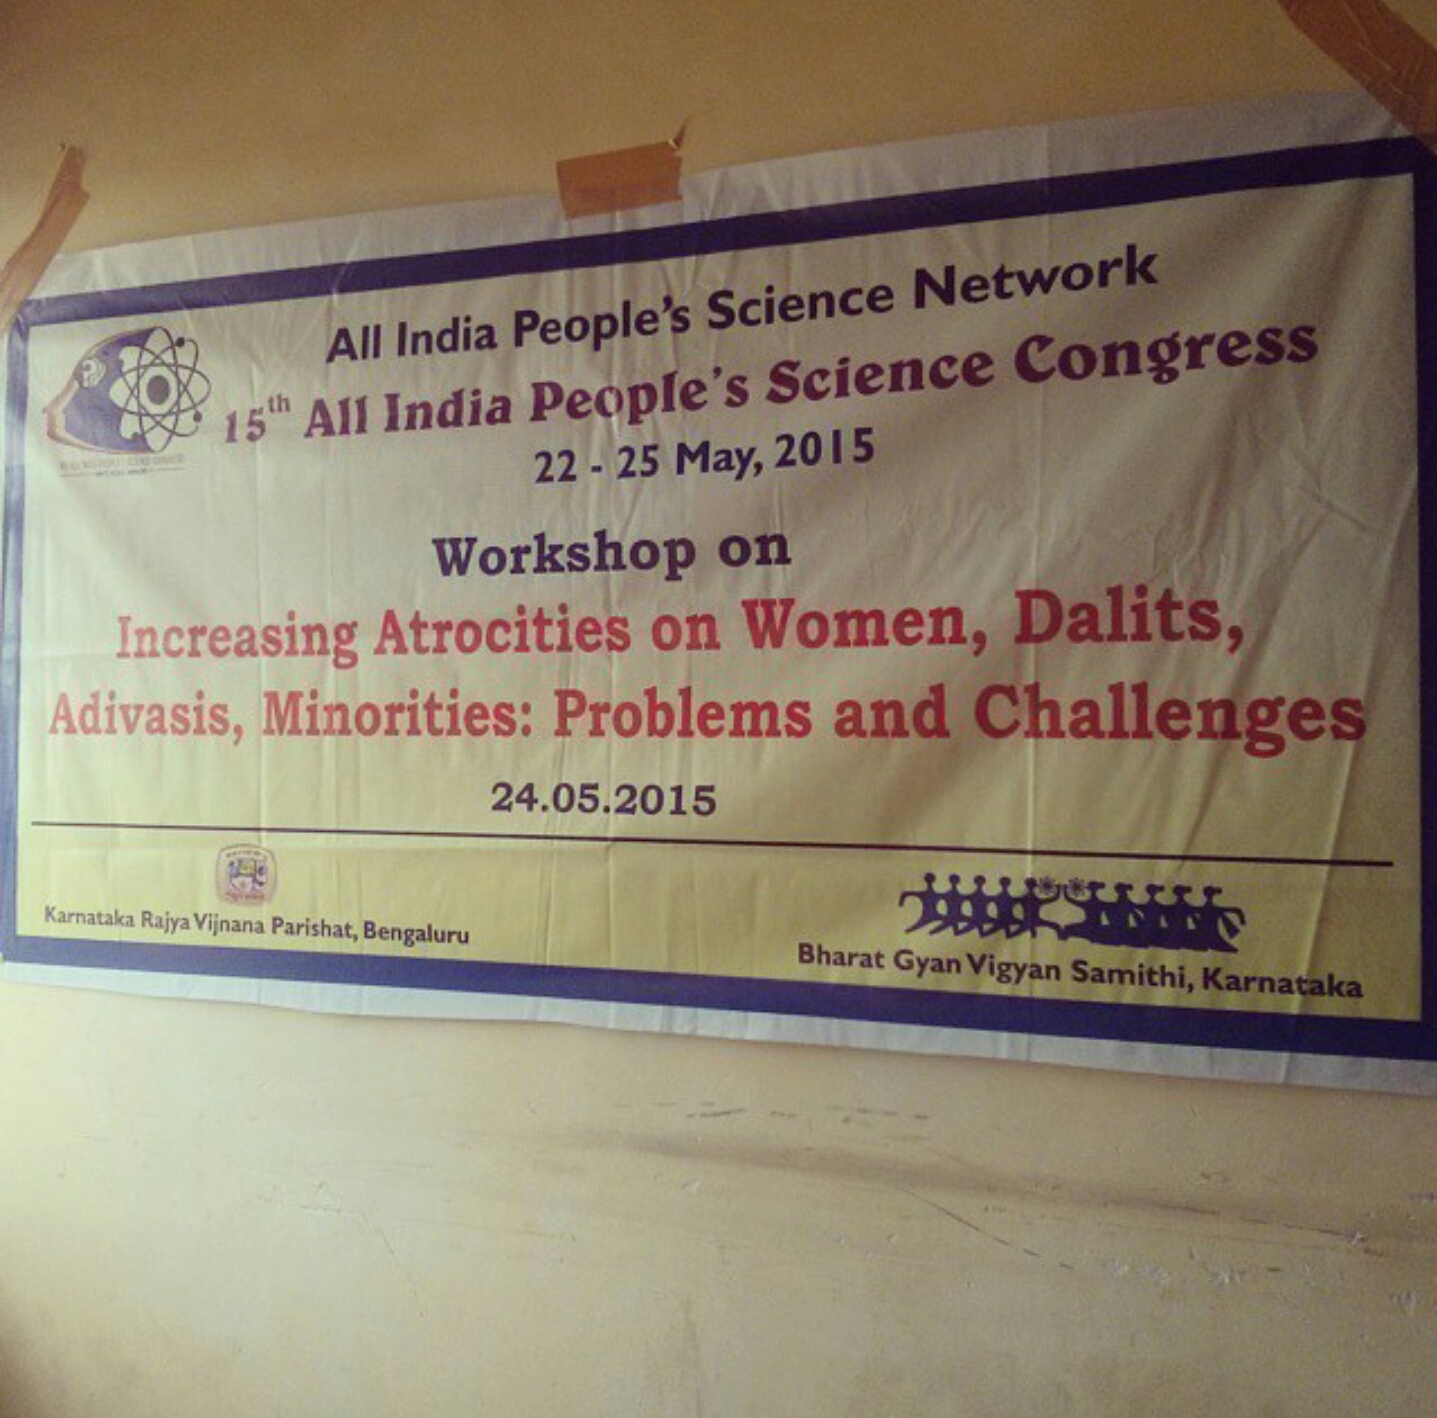 All India People's Science Network
15th All India People's Science Congress
22 - 25 May, 2015
Workshop on
Increasing Atrocities on Women, Dalits,
Adivasis, Minorities: Problems and Challenges
24.05.2015
Karnataka Rajya Vijnana Parishat, Bengaluru
Bharat Gyan Vigyan Samithi, Karnataka